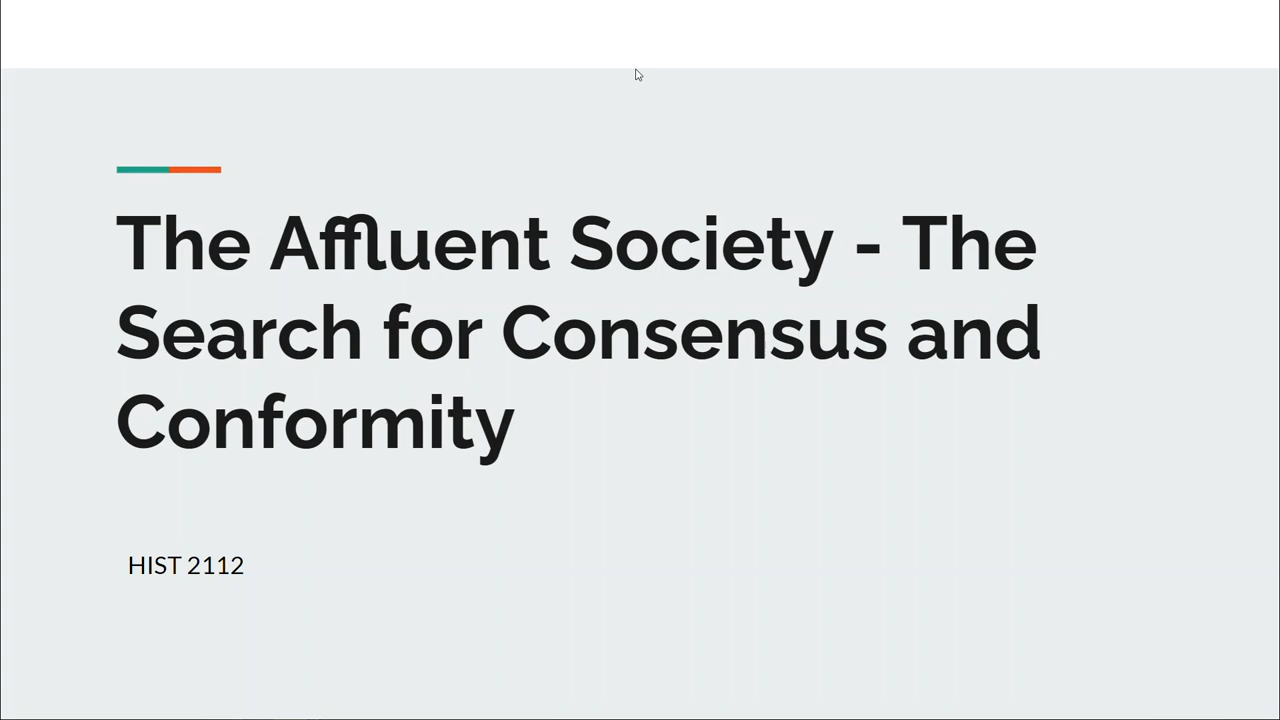 The Affluent Society - The
Search for Consensus and
Conformity
HIST 2112